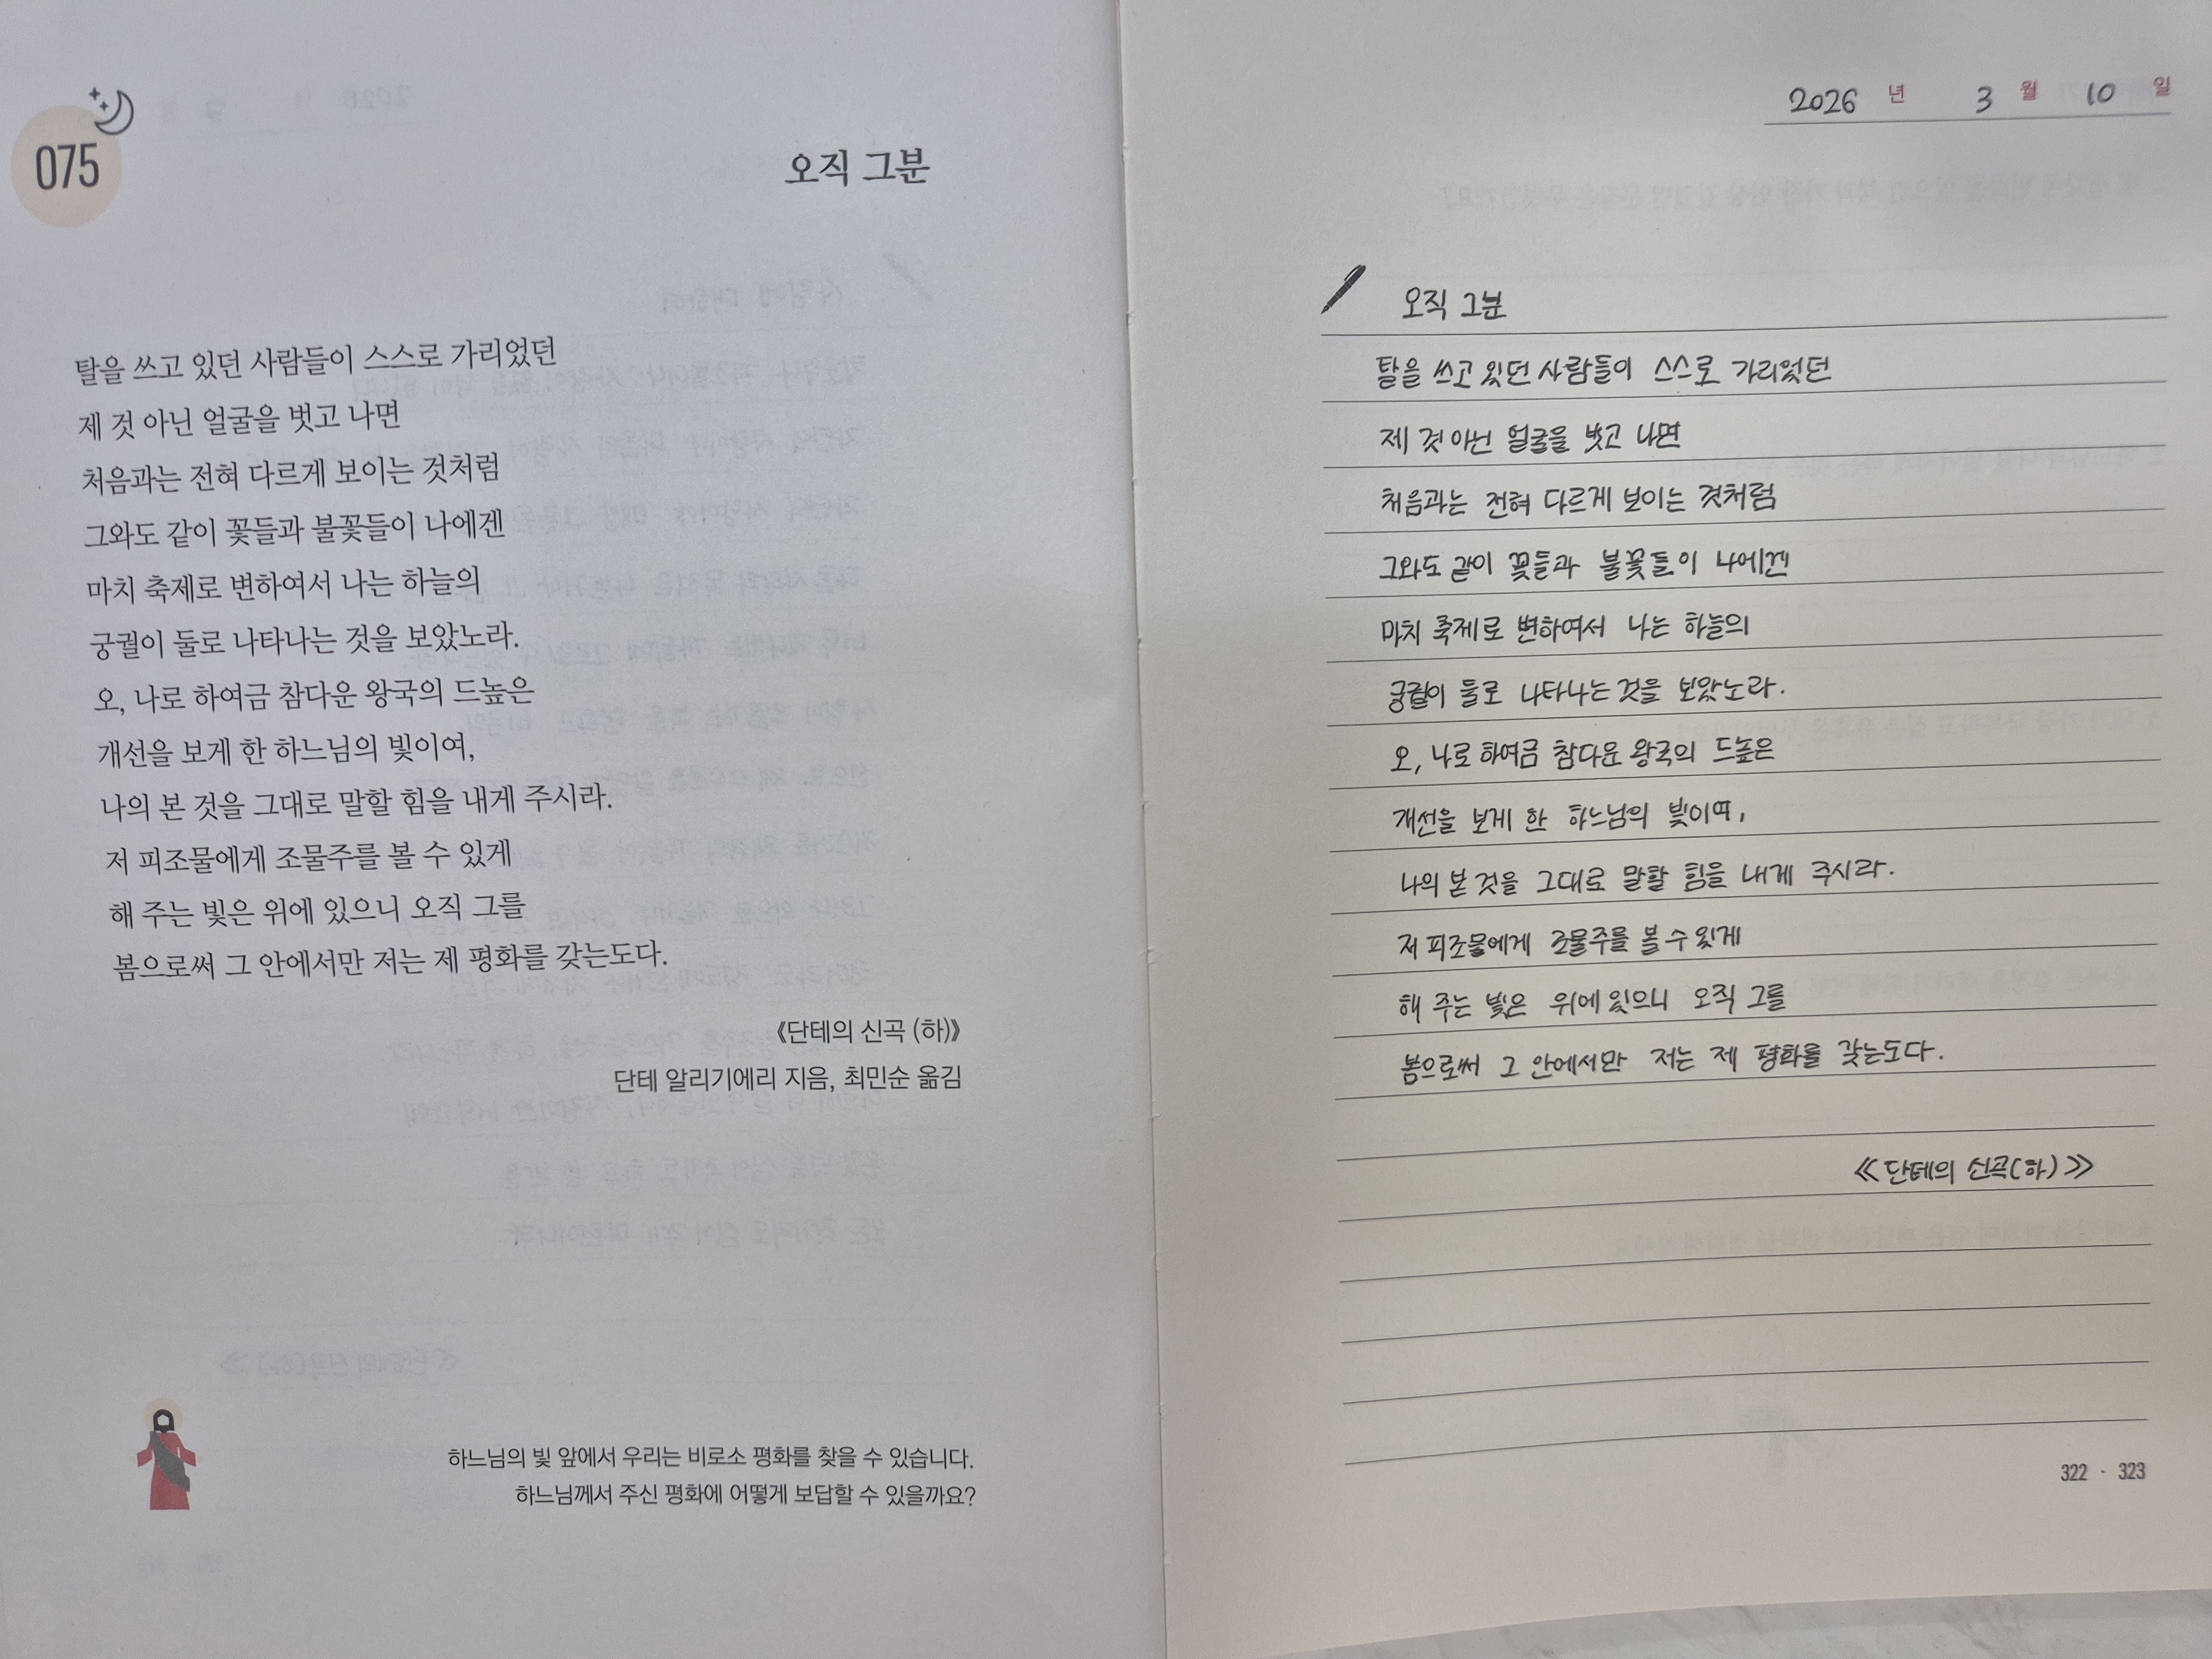 075
오직 그분
탈을 쓰고 있던 사람들이 스스로 가리었던
제 것 아닌 얼굴을 벗고 나면
처음과는 전혀 다르게 보이는 것처럼
그와도 같이 꽃들과 불꽃들이 나에겐
마치 축제로 변하여서 나는 하늘의
궁궐이 둘로 나타나는 것을 보았노라.
오, 나로 하여금 참다운 왕국의 드높은
개선을 보게 한 하느님의 빛이여,
나의 본 것을 그대로 말할 힘을 내게 주시라.
저 피조물에게 조물주를 볼 수 있게
해 주는 빛은 위에 있으니 오직 그를
봄으로써 그 안에서만 저는 제 평화를 갖는도다.
《단테의 신곡 (하)》
단테 알리기에리 지음, 최민순 옮김
하느님의 빛 앞에서 우리는 비로소 평화를 찾을 수 있습니다.
하느님께서 주신 평화에 어떻게 보답할 수 있을까요?
2026 년 3 월 10 일
오직 그분
탈을 쓰고 있던 사람들이 스스로 가리었던
제 것 아닌 얼굴을 벗고 나면
처음과는 전혀 다르게 보이는 것처럼
그와도 같이 꽃들과 불꽃들이 나에겐
마치 축제로 변하여서 나는 하늘의
궁궐이 둘로 나타나는 것을 보았노라.
오, 나로 하여금 참다운 왕국의 드높은
개선을 보게 한 하느님의 빛이여,
나의 본 것을 그대로 말할 힘을 내게 주시라.
저 피조물에게 조물주를 볼 수 있게
해 주는 빛은 위에 있으니 오직 그를
봄으로써 그 안에서만 저는 제 평화를 갖는도다.
≪단테의 신곡(하)≫
322 · 323